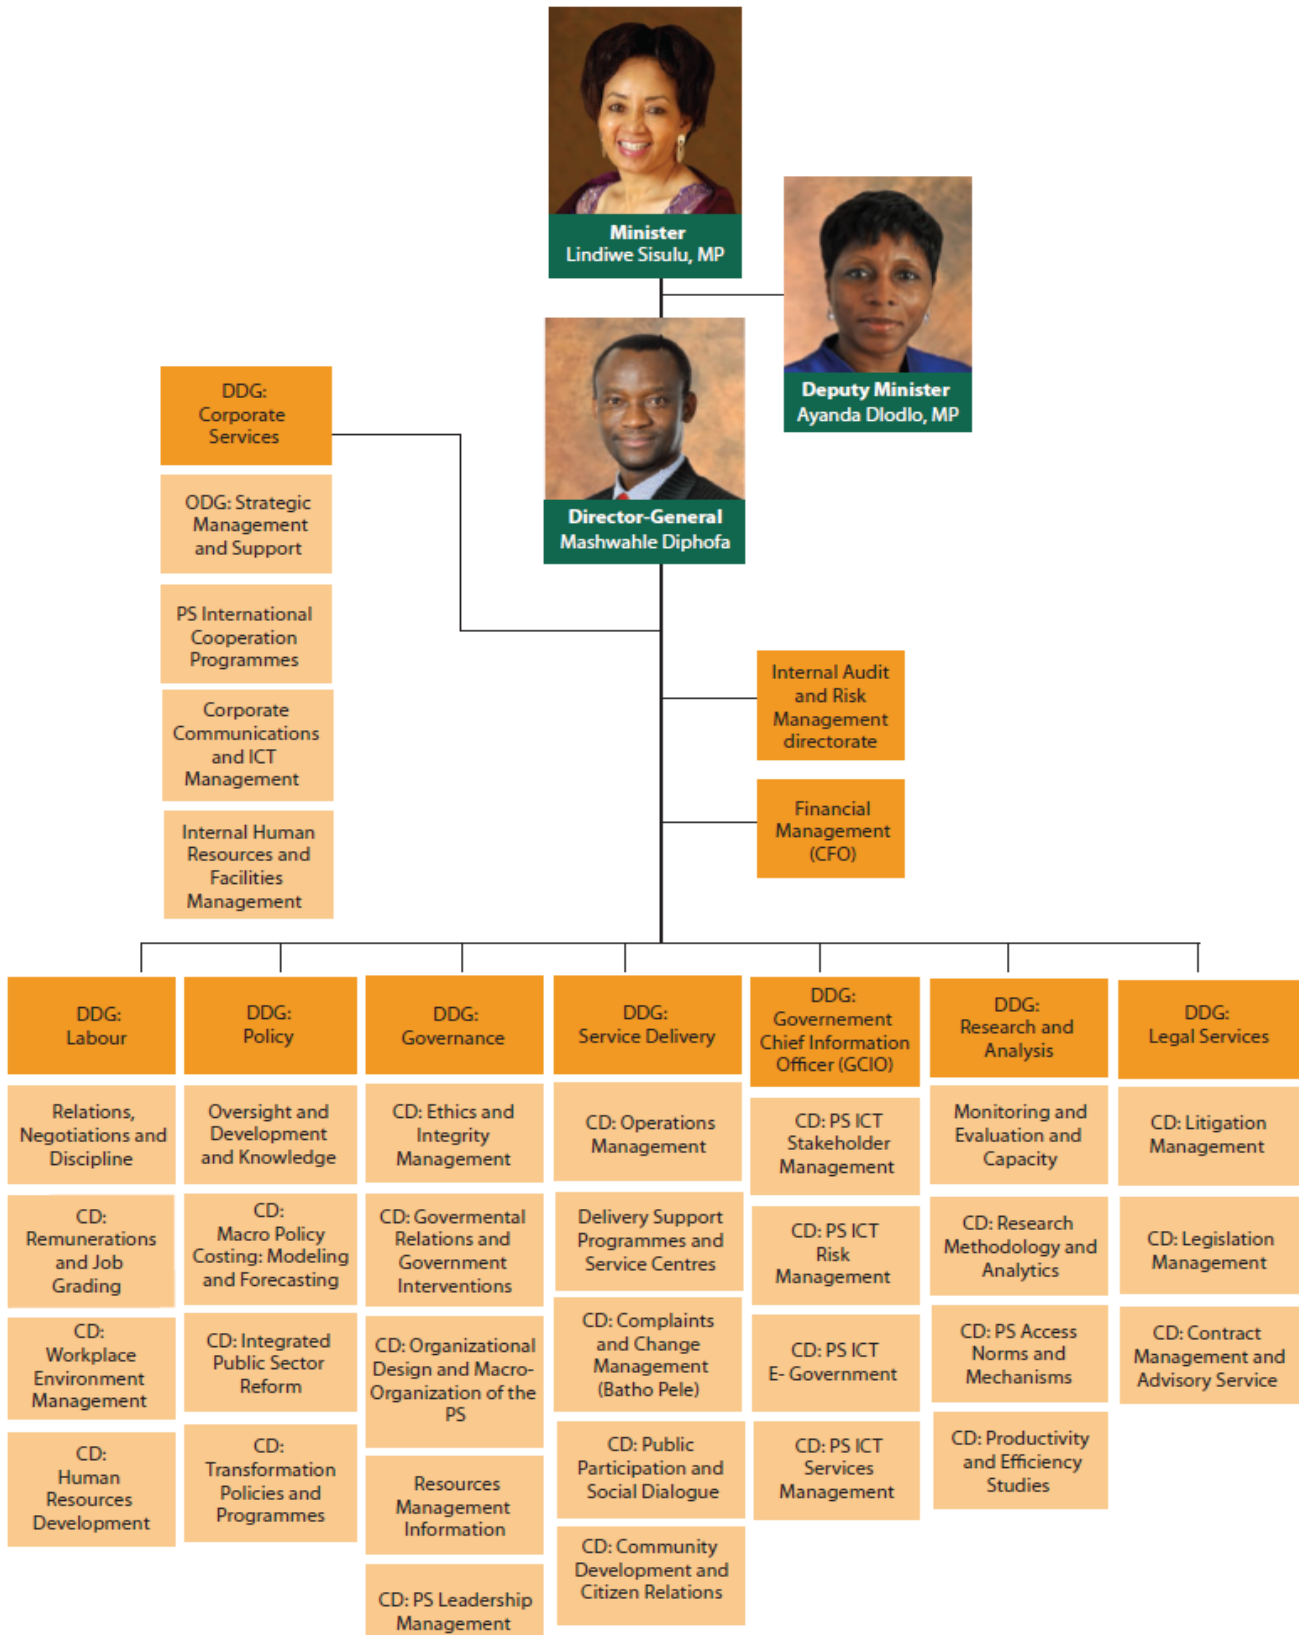 Minister
Lindiwe Sisulu, MP
Deputy Minister
Ayanda Dlodlo, MP
Director-General
Mashwahle Diphofa
DDG:
Corporate
Services
ODG: Strategic
Management
and Support
PS International
Cooperation
Programmes
Corporate
Communications
and ICT
Management
Internal Human
Resources and
Facilities
Management
Internal Audit
and Risk
Management
directorate
Financial
Management
(CFO)
DDG:
Labour
Relations,
Negotiations and
Discipline
CD:
Remunerations
and Job
Grading
CD:
Workplace
Environment
Management
CD:
Human
Resources
Development
DDG:
Policy
Oversight and
Development
and Knowledge
CD:
Macro Policy
Costing: Modeling
and Forecasting
CD: Integrated
Public Sector
Reform
CD:
Transformation
Policies and
Programmes
DDG:
Governance
CD: Ethics and
Integrity
Management
CD: Govermental
Relations and
Government
Interventions
CD: Organizational
Design and Macro-
Organization of the
PS
Resources
Management
Information
CD: PS Leadership
Management
DDG:
Service Delivery
CD: Operations
Management
Delivery Support
Programmes and
Service Centres
CD: Complaints
and Change
Management
(Batho Pele)
CD: Public
Participation and
Social Dialogue
CD: Community
Development and
Citizen Relations
DDG:
Governement
Chief Information
Officer (GCIO)
CD: PS ICT
Stakeholder
Management
CD: PS ICT
Risk
Management
CD: PS ICT
E- Government
CD: PS ICT
Services
Management
DDG:
Research and
Analysis
Monitoring and
Evaluation and
Capacity
CD: Research
Methodology and
Analytics
CD: PS Access
Norms and
Mechanisms
CD: Productivity
and Efficiency
Studies
DDG:
Legal Services
CD: Litigation
Management
CD: Legislation
Management
CD: Contract
Management and
Advisory Service